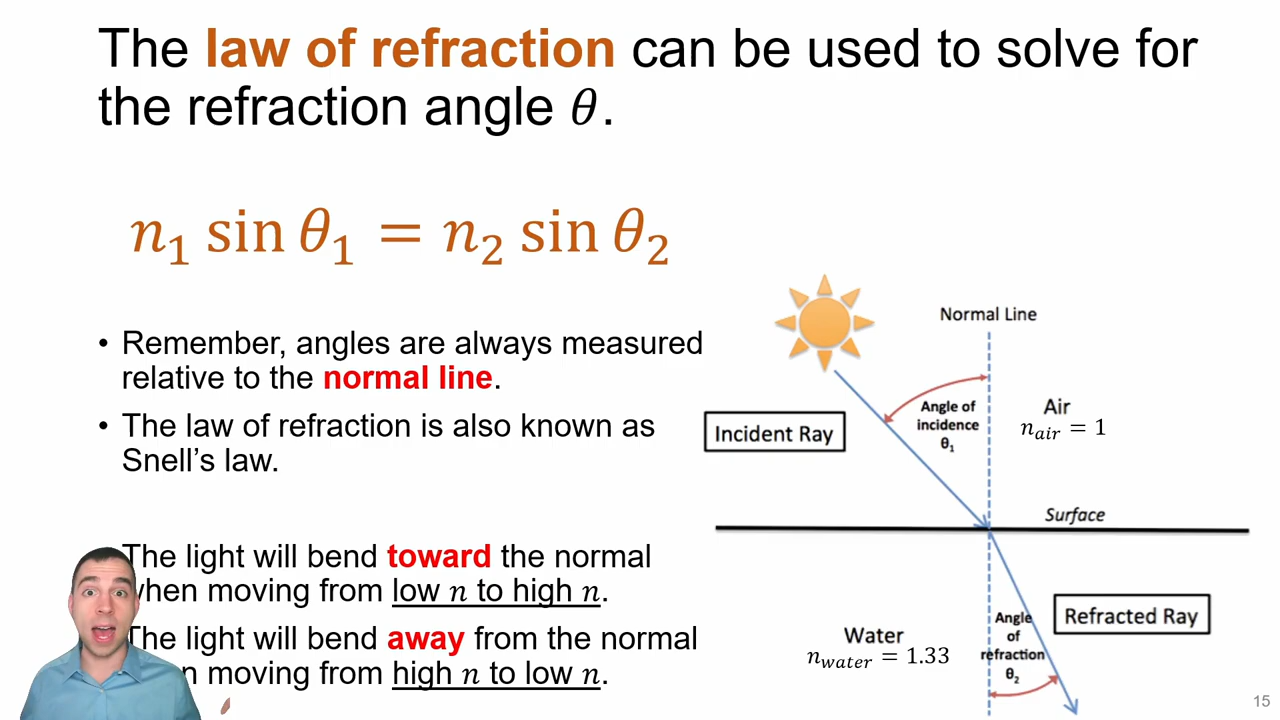 The law of refraction can be used to solve for
the refraction angle θ.
n₁ sin θ₁ = n₂ sin θ₂
• Remember, angles are always measured
relative to the normal line.
• The law of refraction is also known as
Snell's law.
The light will bend toward the normal
when moving from low n to high n.
The light will bend away from the normal
moving from high n to low n.
Normal Line
Incident Ray
Angle of
incidence
θ₁
Air
n_air = 1
Surface
Water
n_water = 1.33
Angle
of
refraction
θ₂
Refracted Ray
15